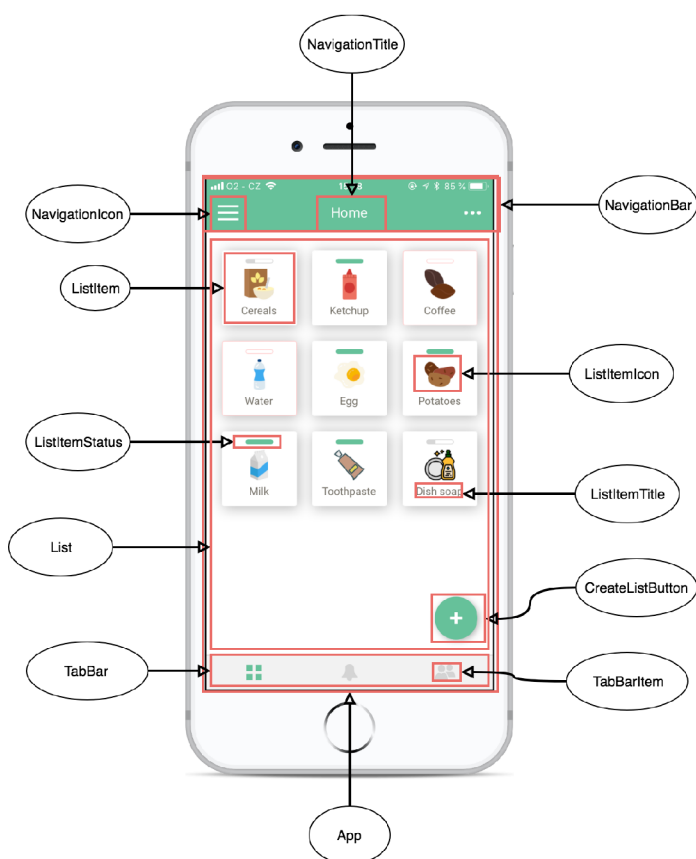 NavigationTitle
C2 - CZ
85 %
NavigationIcon
Home
NavigationBar
ListItem
Cereals
Ketchup
Coffee
ListItemIcon
Water
Egg
Potatoes
ListItemStatus
Milk
Toothpaste
Dish soap
ListItemTitle
List
CreateListButton
+
TabBar
TabBarItem
App